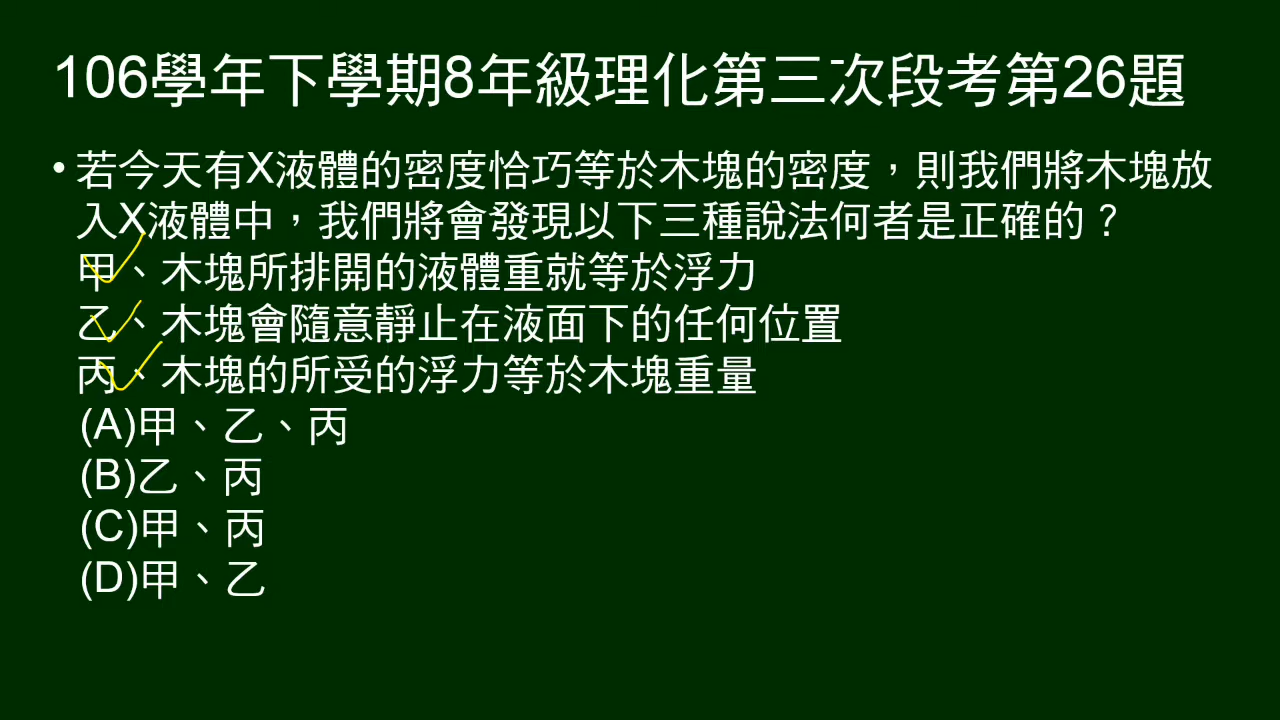 106學年下學期8年級理化第三次段考第26題
• 若今天有X液體的密度恰巧等於木塊的密度，則我們將木塊放
入X液體中，我們將會發現以下三種說法何者是正確的？
甲、木塊所排開的液體重就等於浮力
乙、木塊會隨意靜止在液面下的任何位置
丙、木塊的所受的浮力等於木塊重量
(A)甲、乙、丙
(B)乙、丙
(C)甲、丙
(D)甲、乙